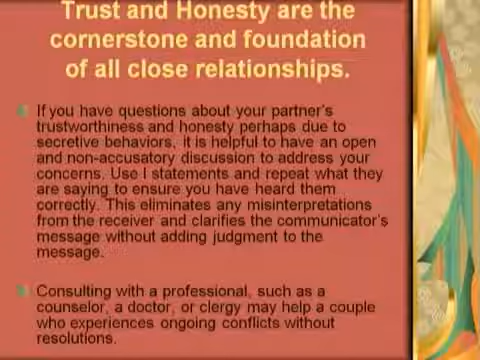 Trust and Honesty are the
cornerstone and foundation
of all close relationships.
If you have questions about your partner's
trustworthiness and honesty perhaps due to
secretive behaviors, it is helpful to have an open
and non-accusatory discussion to address your
concerns. Use I statements and repeat what they
are saying to ensure you have heard them
correctly. This eliminates any misinterpretations
from the receiver and clarifies the communicator's
message without adding judgment to the
message.
Consulting with a professional, such as a
counselor, a doctor, or clergy may help a couple
who experiences ongoing conflicts without
resolutions.